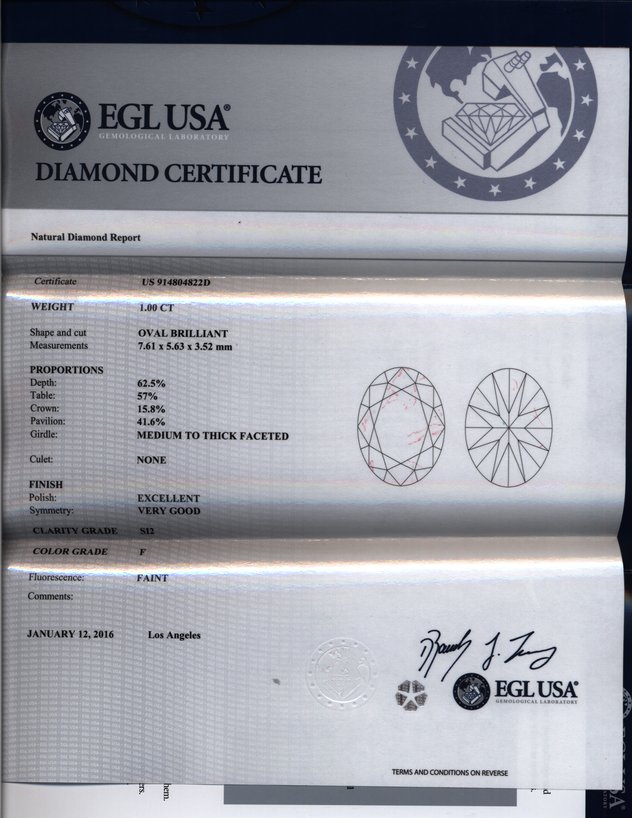 EGL USA®
GEMOLOGICAL LABORATORY
DIAMOND CERTIFICATE
Natural Diamond Report
Certificate US 914804822D
WEIGHT 1.00 CT
Shape and cut OVAL BRILLIANT
Measurements 7.61 x 5.63 x 3.52 mm
PROPORTIONS
Depth: 62.5%
Table: 57%
Crown: 15.8%
Pavilion: 41.6%
Girdle: MEDIUM TO THICK FACETED
Culet: NONE
FINISH
Polish: EXCELLENT
Symmetry: VERY GOOD
CLARITY GRADE SI2
COLOR GRADE F
Fluorescence: FAINT
Comments:
JANUARY 12, 2016 Los Angeles
EGL USA®
GEMOLOGICAL LABORATORY
TERMS AND CONDITIONS ON REVERSE
hem.
rs.